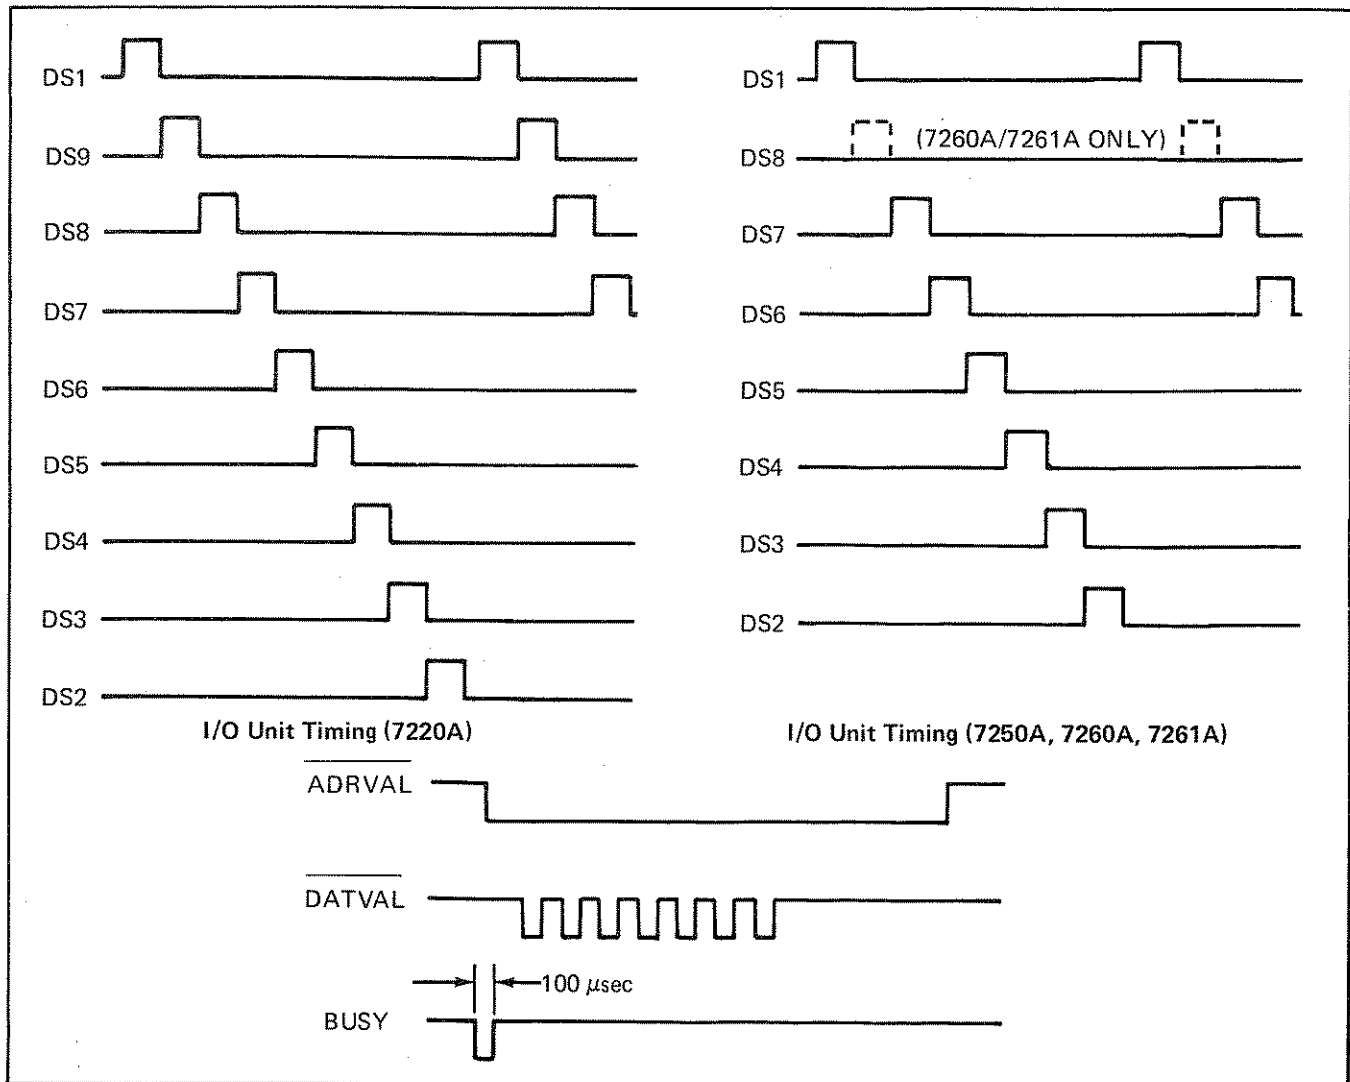 DS1
DS9
DS8
DS7
DS6
DS5
DS4
DS3
DS2
I/O Unit Timing (7220A)
DS1
DS8 (7260A/7261A ONLY)
DS7
DS6
DS5
DS4
DS3
DS2
I/O Unit Timing (7250A, 7260A, 7261A)
ADRVAL
DATVAL
100 μsec
BUSY